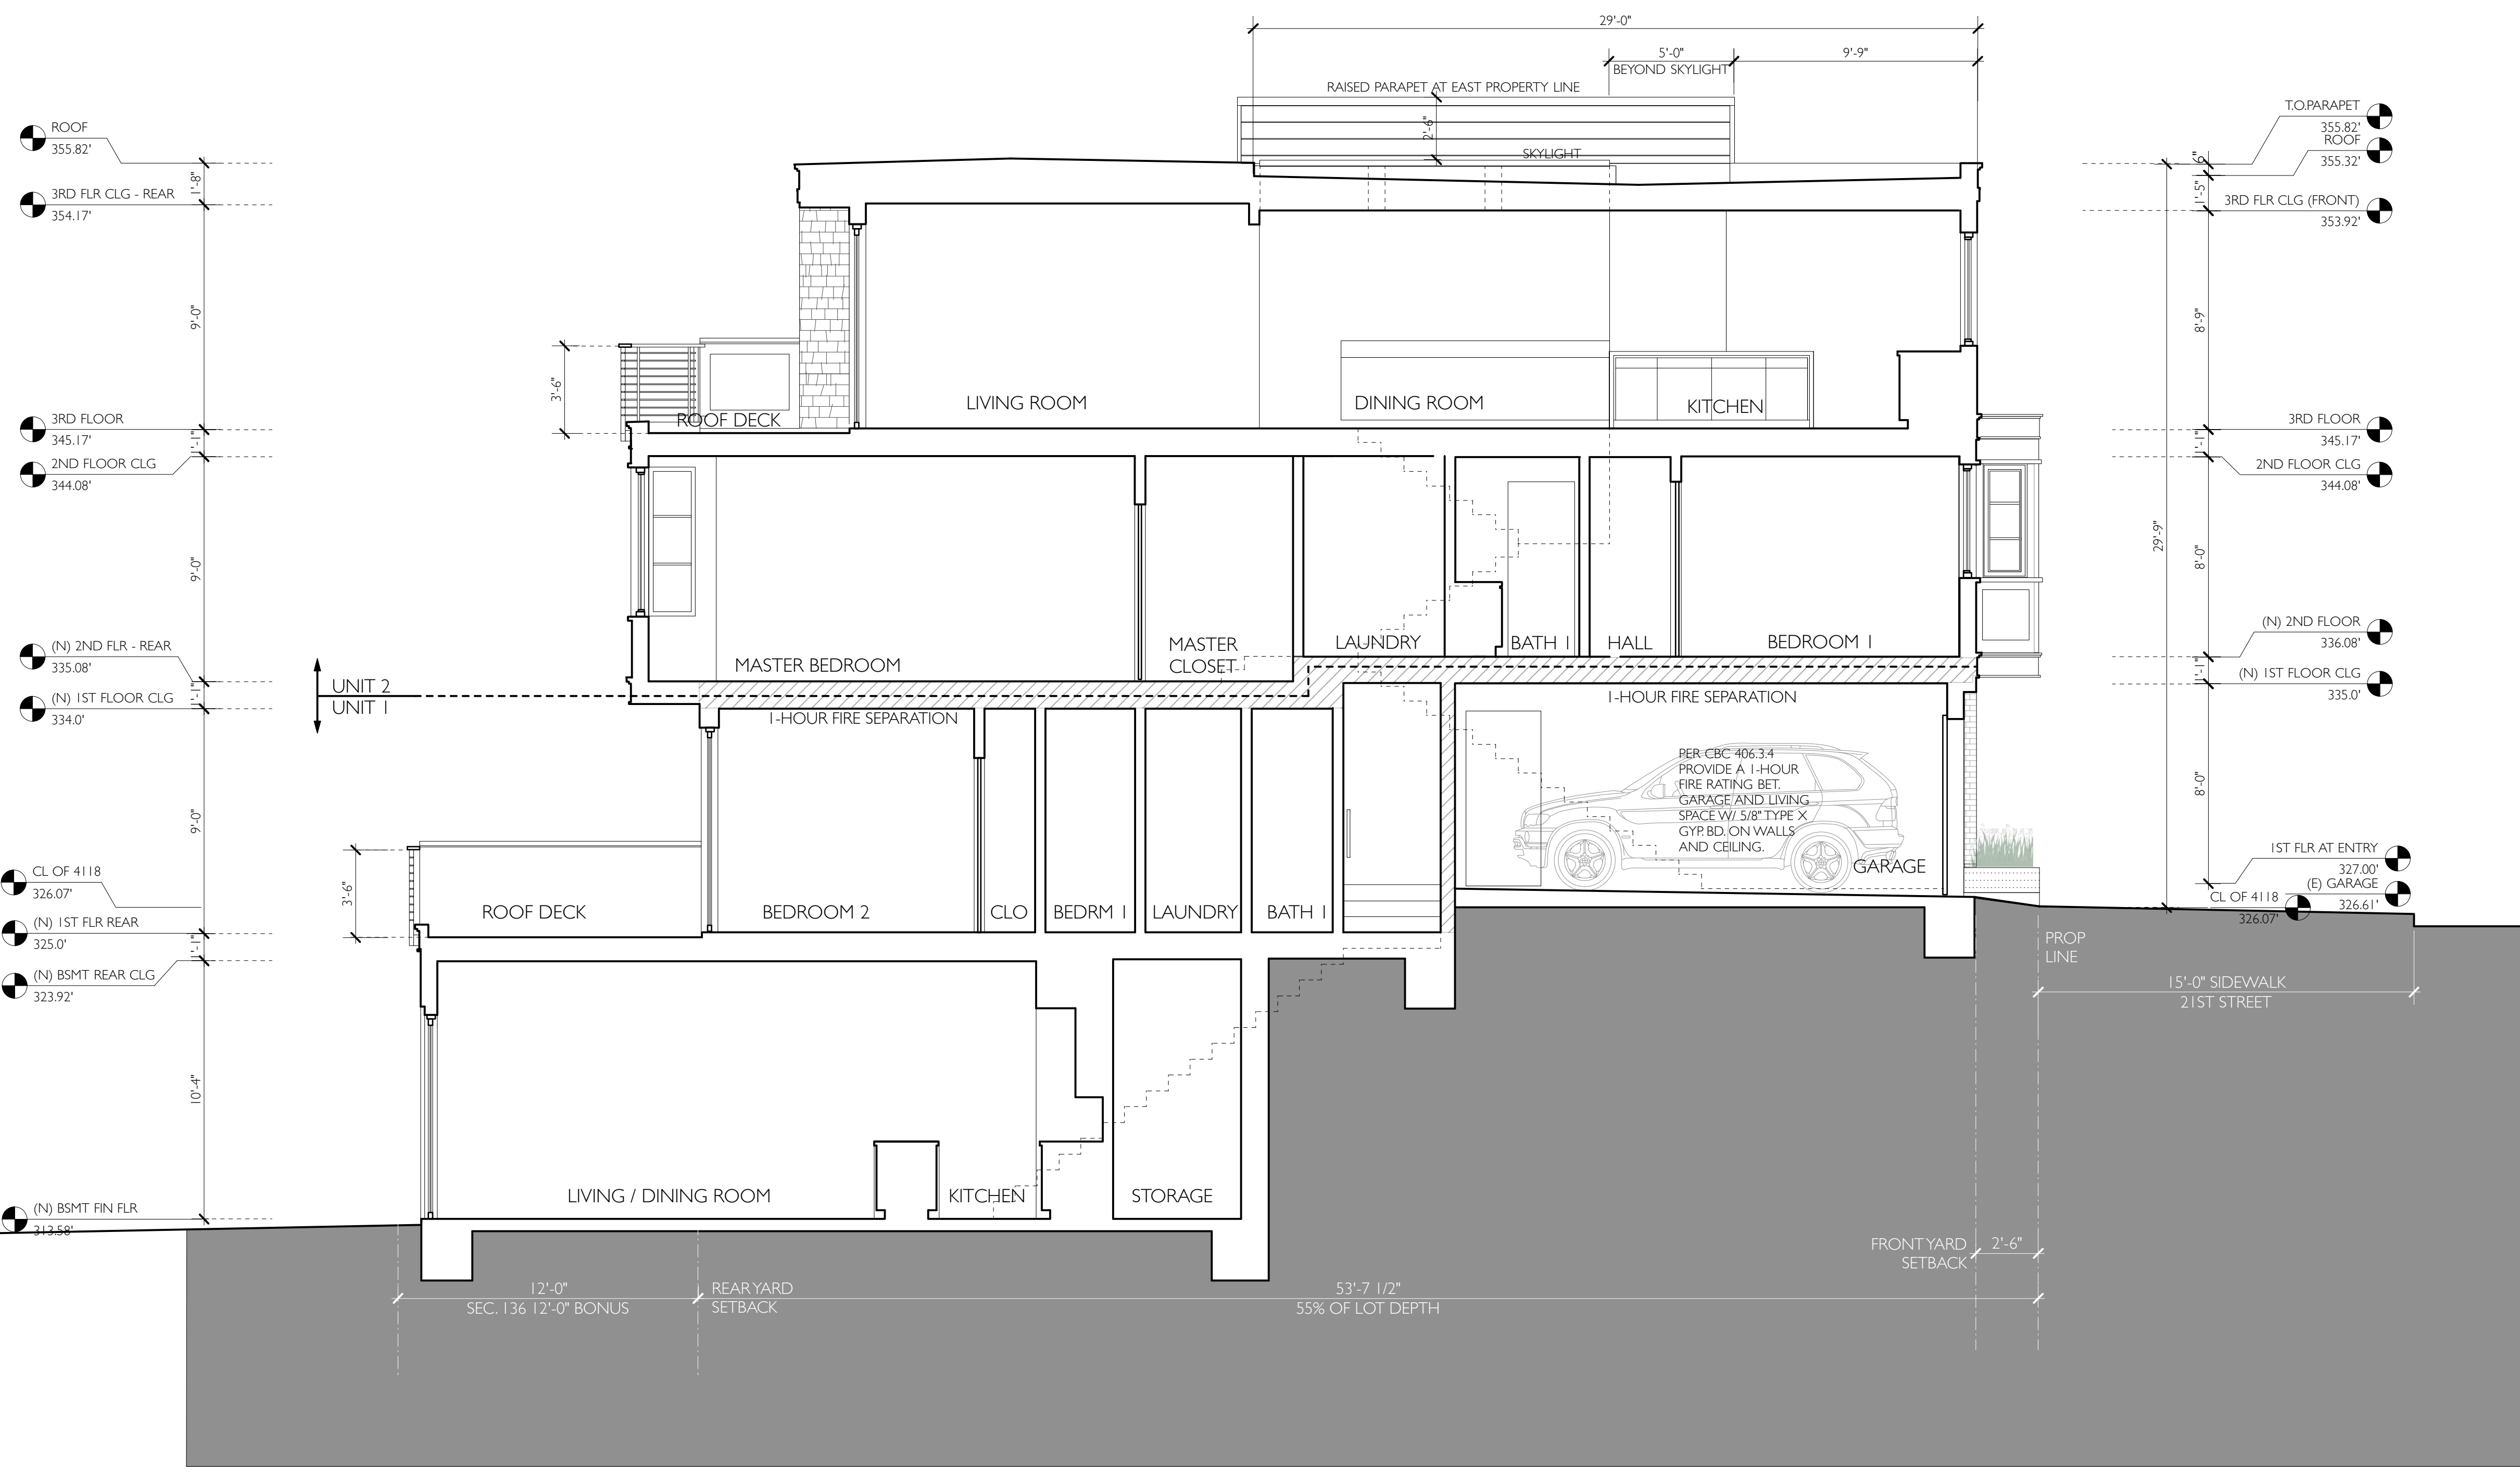 29'-0"
5'-0"
BEYOND SKYLIGHT
9'-9"
RAISED PARAPET AT EAST PROPERTY LINE
2'-6"
SKYLIGHT
ROOF
355.82'
1'-8"
3RD FLR CLG - REAR
354.17'
9'-0"
3RD FLOOR
345.17'
1'-1"
2ND FLOOR CLG
344.08'
9'-0"
(N) 2ND FLR - REAR
335.08'
1'-1"
(N) 1ST FLOOR CLG
334.0'
9'-0"
CL OF 4118
326.07'
(N) 1ST FLR REAR
325.0'
1'-1"
(N) BSMT REAR CLG
323.92'
10'-4"
(N) BSMT FIN FLR
313.58'
T.O.PARAPET
355.82'
ROOF
355.32'
6"
1'-5"
3RD FLR CLG (FRONT)
353.92'
8'-9"
3RD FLOOR
345.17'
1'-1"
2ND FLOOR CLG
344.08'
29'-9"
8'-0"
(N) 2ND FLOOR
336.08'
1'-1"
(N) 1ST FLOOR CLG
335.0'
8'-0"
1ST FLR AT ENTRY
327.00'
(E) GARAGE
326.61'
CL OF 4118
326.07'
3'-6"
ROOF DECK
LIVING ROOM
DINING ROOM
KITCHEN
MASTER BEDROOM
MASTER
CLOSET
LAUNDRY
BATH 1
HALL
BEDROOM 1
UNIT 2
UNIT 1
1-HOUR FIRE SEPARATION
1-HOUR FIRE SEPARATION
PER CBC 406.3.4
PROVIDE A 1-HOUR
FIRE RATING BET.
GARAGE AND LIVING
SPACE W/ 5/8" TYPE X
GYP. BD. ON WALLS
AND CEILING.
GARAGE
3'-6"
ROOF DECK
BEDROOM 2
CLO
BEDRM 1
LAUNDRY
BATH 1
LIVING / DINING ROOM
KITCHEN
STORAGE
PROP
LINE
15'-0" SIDEWALK
21ST STREET
FRONT YARD
SETBACK
2'-6"
12'-0"
SEC. 136 12'-0" BONUS
REAR YARD
SETBACK
53'-7 1/2"
55% OF LOT DEPTH